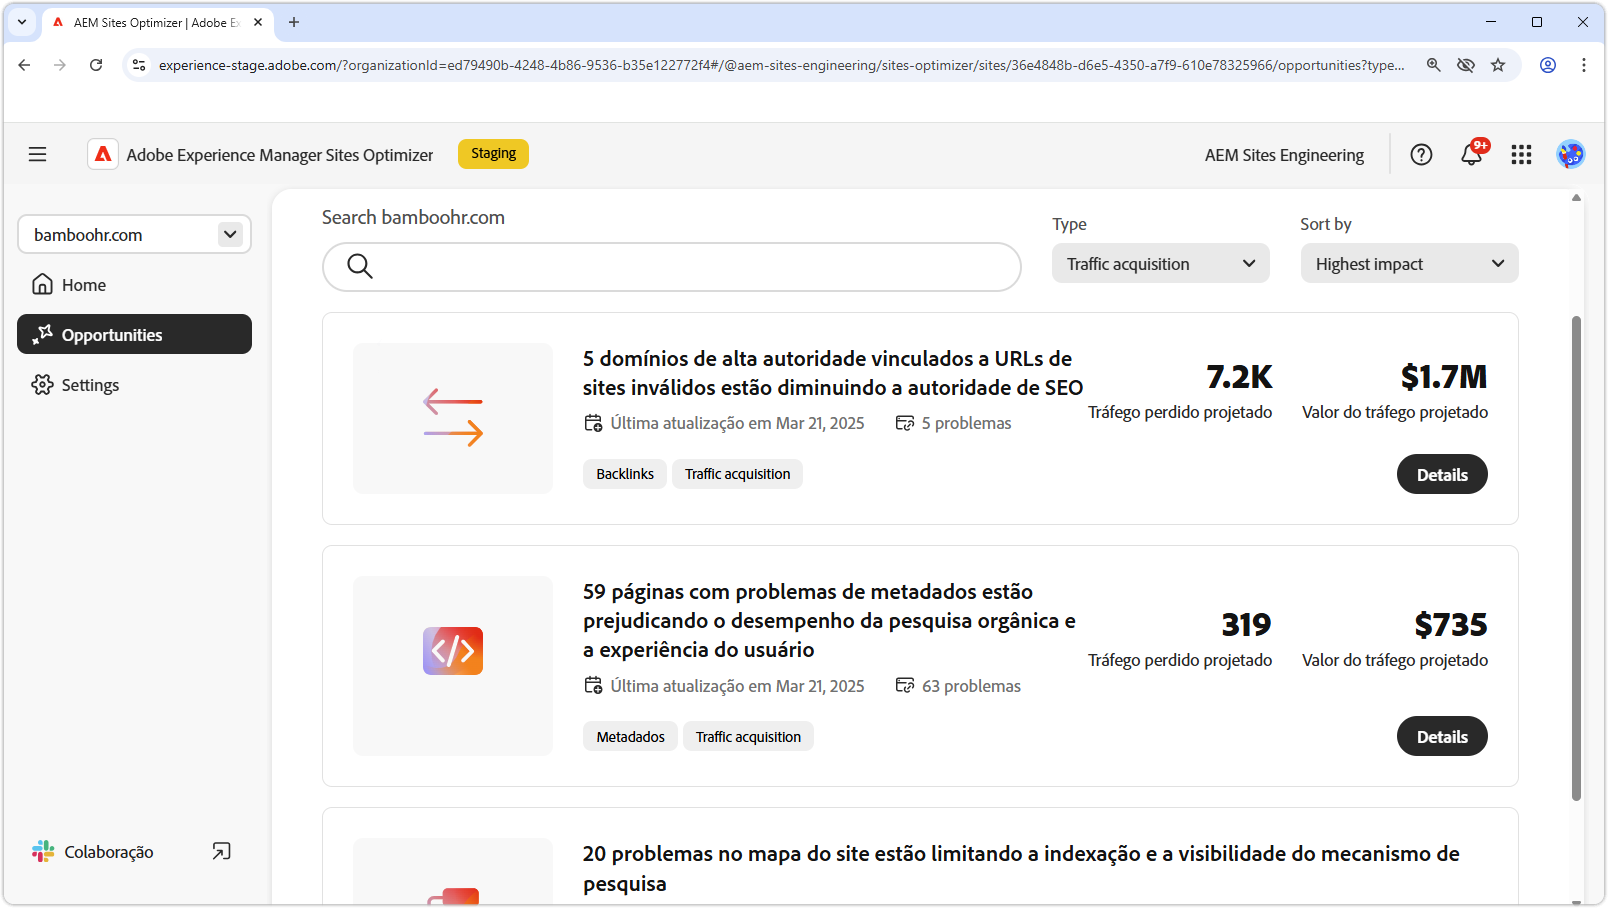 AEM Sites Optimizer | Adobe Ex
experience-stage.adobe.com/?organizationId=ed79490b-4248-4b86-9536-b35e122772f4#/@aem-sites-engineering/sites-optimizer/sites/36e4848b-d6e5-4350-a7f9-610e78325966/opportunities?type...
Adobe Experience Manager Sites Optimizer
Staging
AEM Sites Engineering
9+
bamboohr.com
Home
Opportunities
Settings
Colaboração
Search bamboohr.com
Type
Traffic acquisition
Sort by
Highest impact
5 domínios de alta autoridade vinculados a URLs de
sites inválidos estão diminuindo a autoridade de SEO
Última atualização em Mar 21, 2025
5 problemas
Backlinks
Traffic acquisition
7.2K
Tráfego perdido projetado
$1.7M
Valor do tráfego projetado
Details
59 páginas com problemas de metadados estão
prejudicando o desempenho da pesquisa orgânica e
a experiência do usuário
Última atualização em Mar 21, 2025
63 problemas
Metadados
Traffic acquisition
319
Tráfego perdido projetado
$735
Valor do tráfego projetado
Details
20 problemas no mapa do site estão limitando a indexação e a visibilidade do mecanismo de
pesquisa